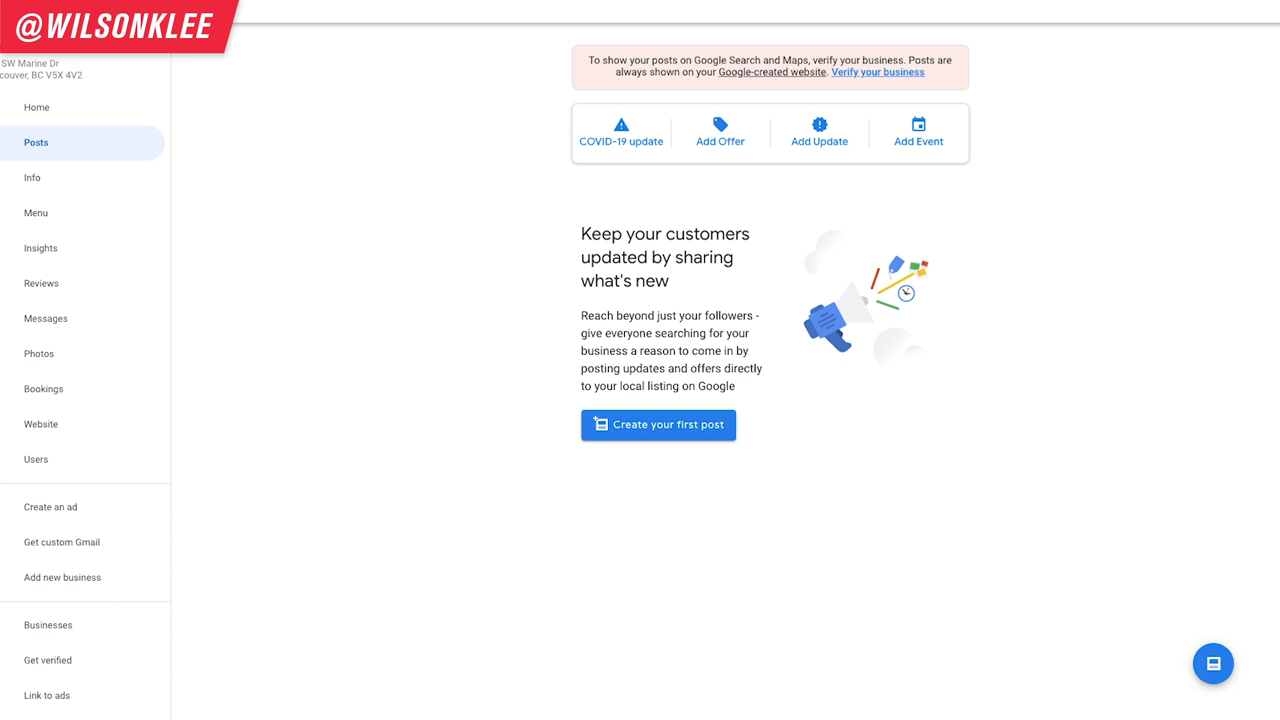 @WILSONKLEE
SW Marine Dr
couver, BC V5X 4V2
Home
Posts
Info
Menu
Insights
Reviews
Messages
Photos
Bookings
Website
Users
Create an ad
Get custom Gmail
Add new business
Businesses
Get verified
Link to ads
To show your posts on Google Search and Maps, verify your business. Posts are
always shown on your Google-created website. Verify your business
COVID-19 update
Add Offer
Add Update
Add Event
Keep your customers
updated by sharing
what's new
Reach beyond just your followers -
give everyone searching for your
business a reason to come in by
posting updates and offers directly
to your local listing on Google
Create your first post